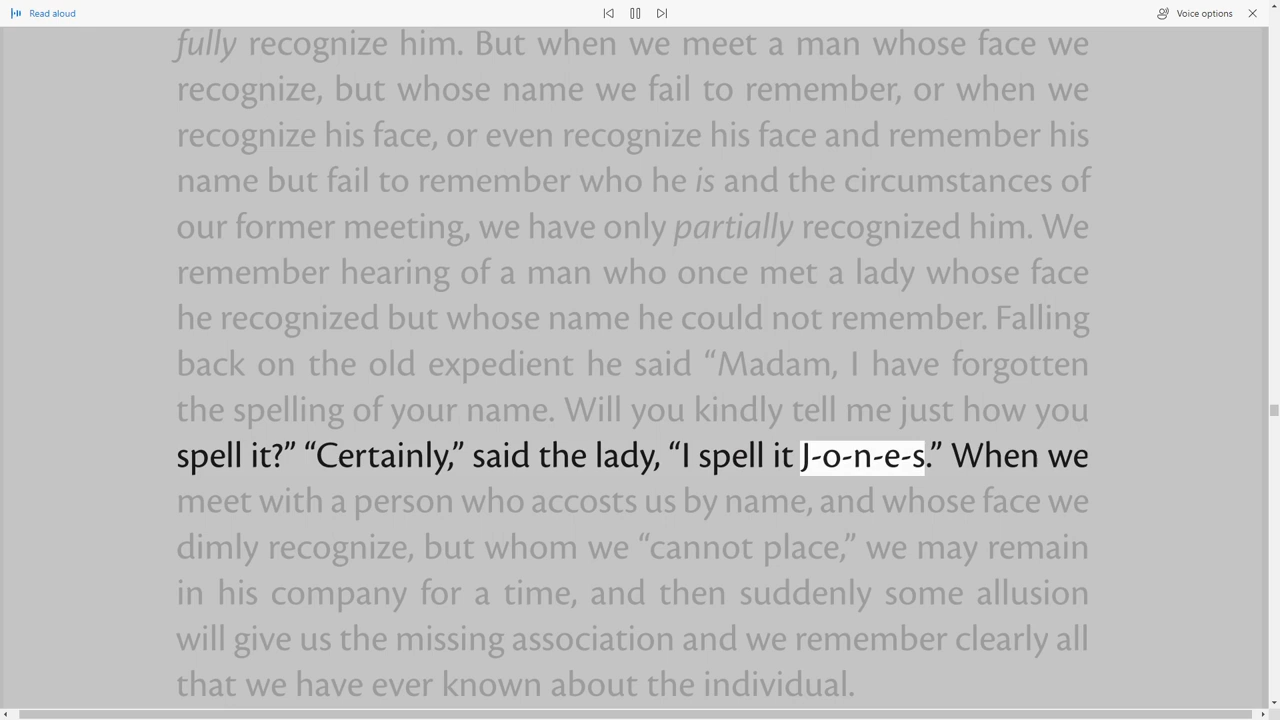 Read aloud
Voice options
fully recognize him. But when we meet a man whose face we
recognize, but whose name we fail to remember, or when we
recognize his face, or even recognize his face and remember his
name but fail to remember who he is and the circumstances of
our former meeting, we have only partially recognized him. We
remember hearing of a man who once met a lady whose face
he recognized but whose name he could not remember. Falling
back on the old expedient he said “Madam, I have forgotten
the spelling of your name. Will you kindly tell me just how you
spell it?” “Certainly,” said the lady, “I spell it J-o-n-e-s.” When we
meet with a person who accosts us by name, and whose face we
dimly recognize, but whom we “cannot place,” we may remain
in his company for a time, and then suddenly some allusion
will give us the missing association and we remember clearly all
that we have ever known about the individual.